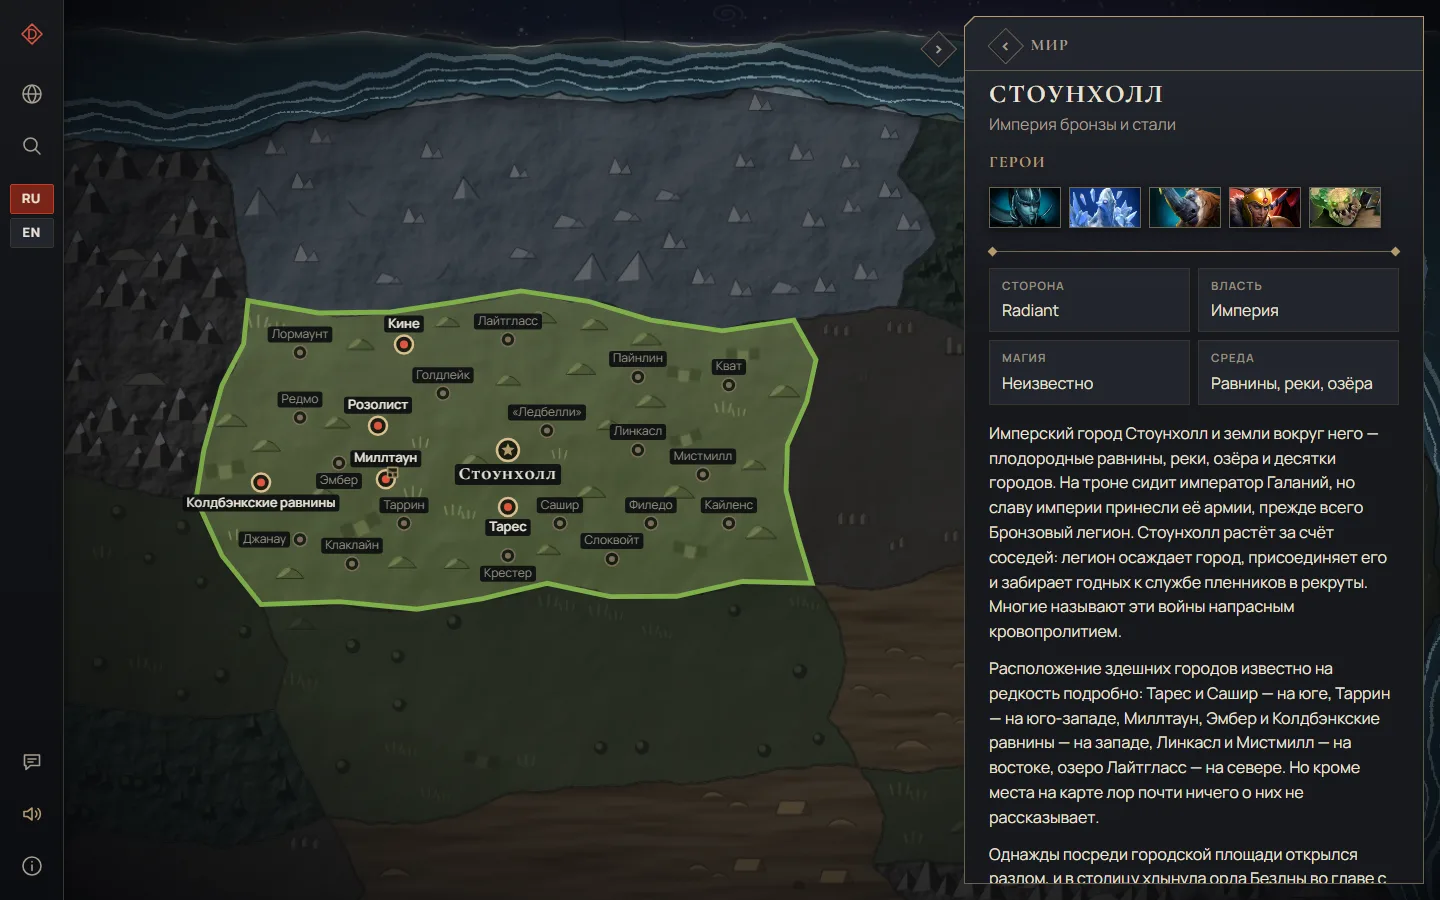 RU
EN
Лормаунт
Кине
Лайтгласс
Пайнлин
Кват
Голдлейк
Редмо
Розолист
«Ледбелли»
Линкасл
Миллтаун
Мистмилл
Эмбер
Стоунхолл
Колдбэнкские равнины
Таррин
Сашир
Филедо
Кайленс
Тарес
Джанау
Клаклайн
Слоквойт
Крестер
МИР
СТОУНХОЛЛ
Империя бронзы и стали
ГЕРОИ
СТОРОНА
Radiant
ВЛАСТЬ
Империя
МАГИЯ
Неизвестно
СРЕДА
Равнины, реки, озёра
Имперский город Стоунхолл и земли вокруг него —
плодородные равнины, реки, озёра и десятки
городов. На троне сидит император Галаний, но
славу империи принесли её армии, прежде всего
Бронзовый легион. Стоунхолл растёт за счёт
соседей: легион осаждает город, присоединяет его
и забирает годных к службе пленников в рекруты.
Многие называют эти войны напрасным
кровопролитием.
Расположение здешних городов известно на
редкость подробно: Тарес и Сашир — на юге, Таррин
— на юго-западе, Миллтаун, Эмбер и Колдбэнкские
равнины — на западе, Линкасл и Мистмилл — на
востоке, озеро Лайтгласс — на севере. Но кроме
места на карте лор почти ничего о них не
рассказывает.
Однажды посреди городской площади открылся
разлом, и в столицу хлынула орда Бездны во главе с